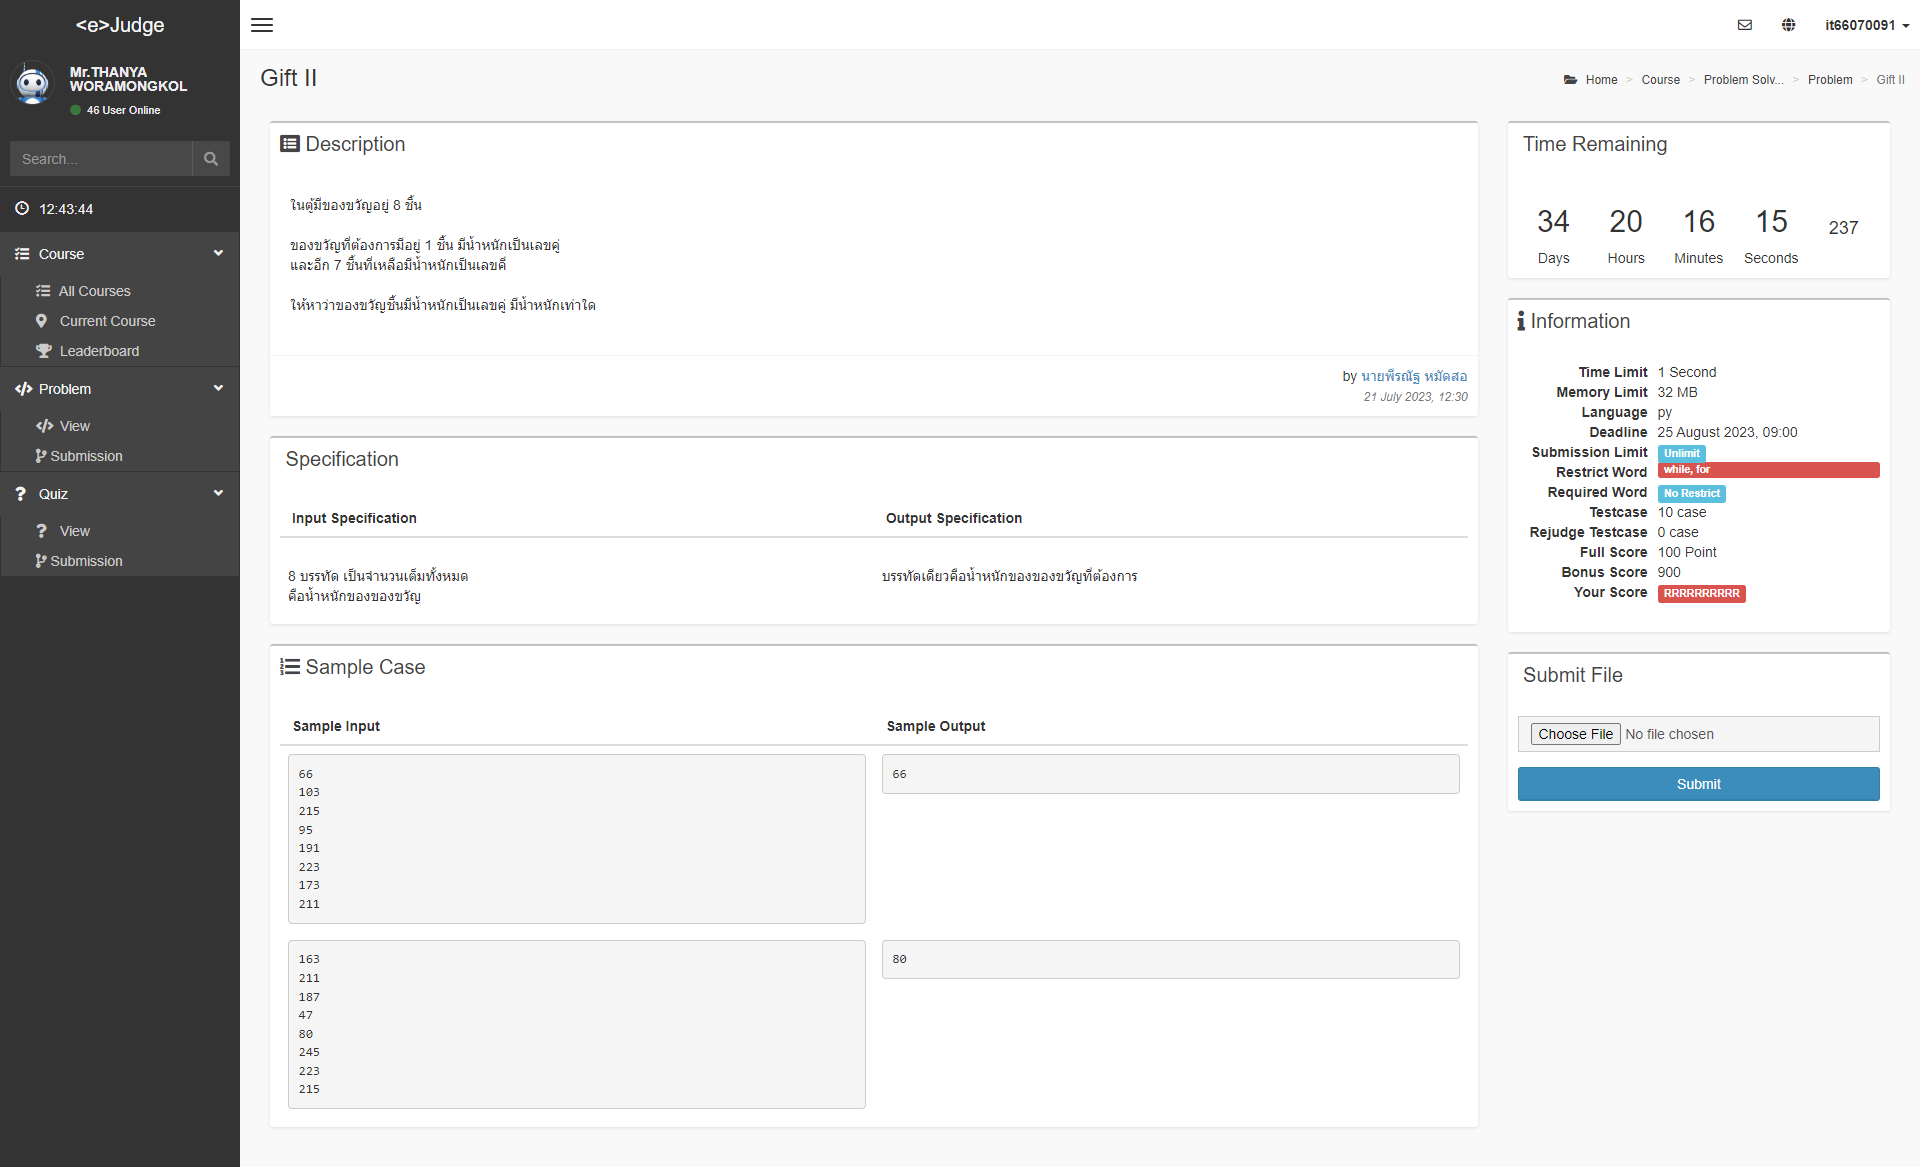 <e>Judge
it66070091
Mr.THANYA
WORAMONGKOL
46 User Online
Search...
12:43:44
Course
All Courses
Current Course
Leaderboard
Problem
View
Submission
Quiz
View
Submission
Gift II
Home > Course > Problem Solv... > Problem > Gift II
Description
ในตู้มีของขวัญอยู่ 8 ชิ้น
ของขวัญที่ต้องการมีอยู่ 1 ชิ้น มีน้ำหนักเป็นเลขคู่
และอีก 7 ชิ้นที่เหลือมีน้ำหนักเป็นเลขคี่
ให้หาว่าของขวัญชิ้นมีน้ำหนักเป็นเลขคู่ มีน้ำหนักเท่าใด
by นายพีรณัฐ หมัดสอ
21 July 2023, 12:30
Specification
Input Specification
Output Specification
8 บรรทัด เป็นจำนวนเต็มทั้งหมด
คือน้ำหนักของของขวัญ
บรรทัดเดียวคือน้ำหนักของของขวัญที่ต้องการ
Sample Case
Sample Input
Sample Output
66
103
215
95
191
223
173
211
66
163
211
187
47
80
245
223
215
80
Time Remaining
34 20 16 15 237
Days Hours Minutes Seconds
Information
Time Limit 1 Second
Memory Limit 32 MB
Language py
Deadline 25 August 2023, 09:00
Submission Limit Unlimit
Restrict Word while, for
Required Word No Restrict
Testcase 10 case
Rejudge Testcase 0 case
Full Score 100 Point
Bonus Score 900
Your Score RRRRRRRRRR
Submit File
Choose File No file chosen
Submit